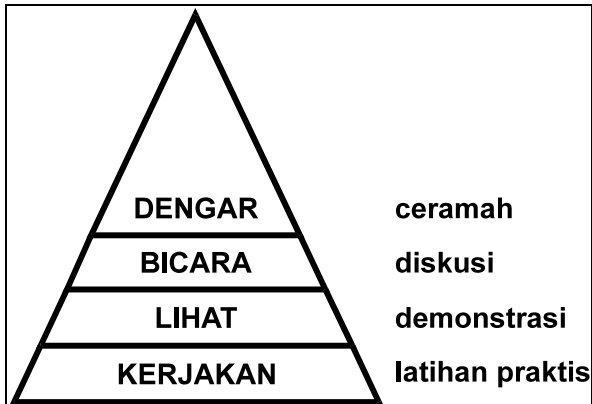 DENGAR ceramah
BICARA diskusi
LIHAT demonstrasi
KERJAKAN latihan praktis